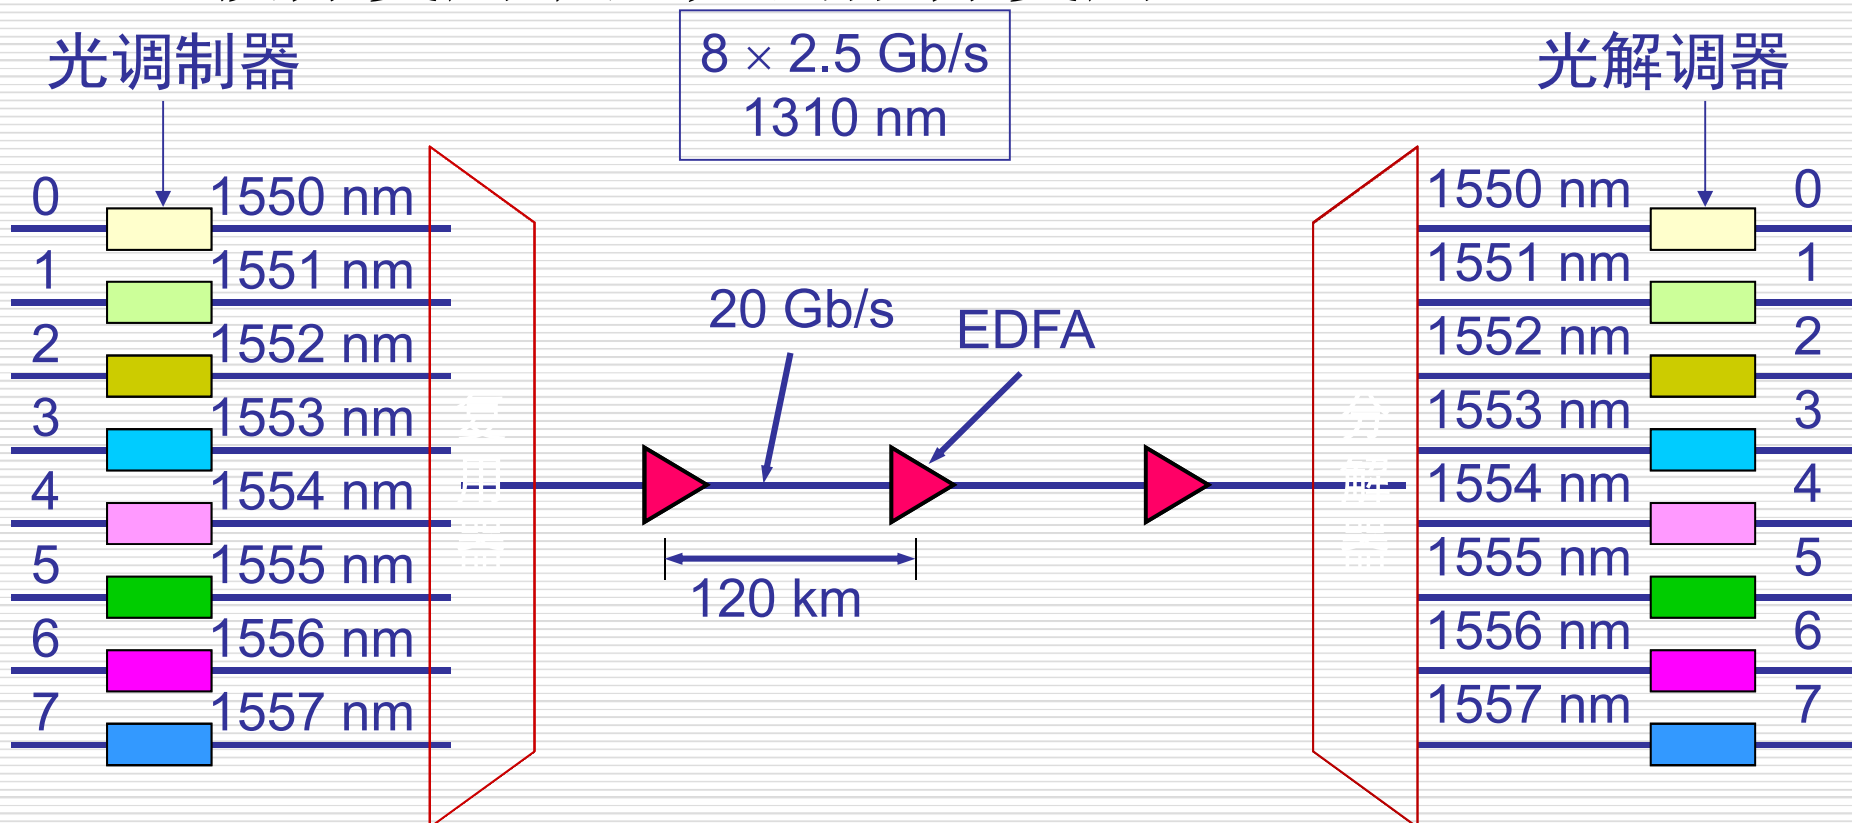 光调制器
8 × 2.5 Gb/s
1310 nm
光解调器
0 1550 nm
1 1551 nm
2 1552 nm
3 1553 nm
4 1554 nm
5 1555 nm
6 1556 nm
7 1557 nm
20 Gb/s
EDFA
120 km
1550 nm 0
1551 nm 1
1552 nm 2
1553 nm 3
1554 nm 4
1555 nm 5
1556 nm 6
1557 nm 7